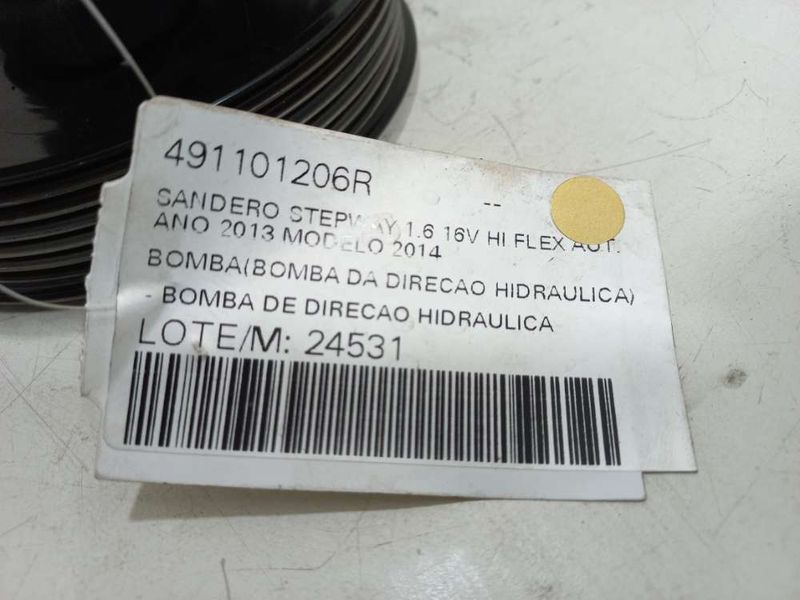 491101206R --
SANDERO STEPWAY 1.6 16V HI FLEX AUT.
ANO 2013 MODELO 2014
BOMBA(BOMBA DA DIRECAO HIDRAULICA)
- BOMBA DE DIRECAO HIDRAULICA
LOTE/M: 24531